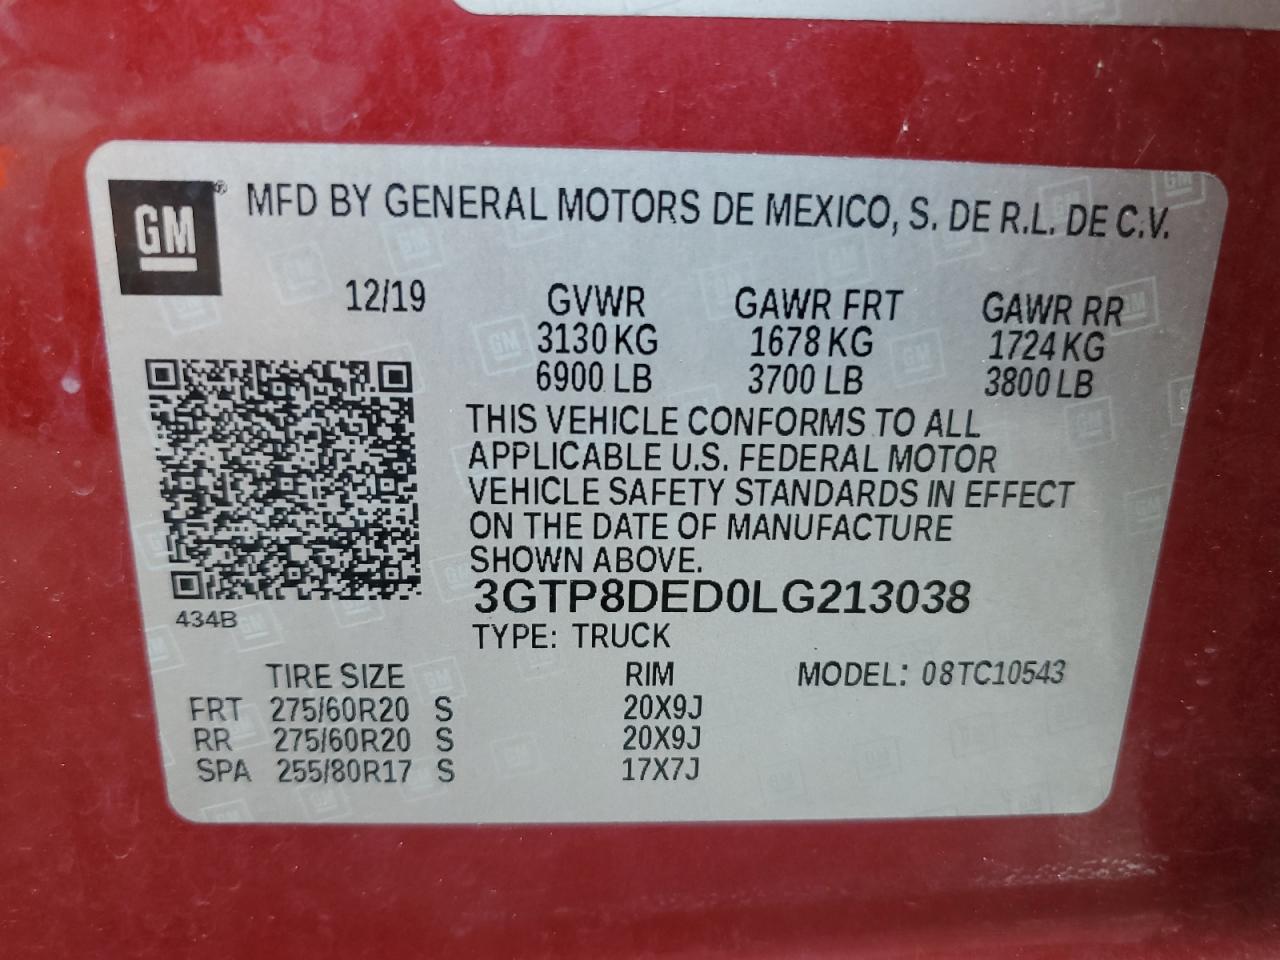 GM ® MFD BY GENERAL MOTORS DE MEXICO, S. DE R.L. DE C.V.
12/19 GVWR GAWR FRT GAWR RR
3130 KG 1678 KG 1724 KG
6900 LB 3700 LB 3800 LB
THIS VEHICLE CONFORMS TO ALL
APPLICABLE U.S. FEDERAL MOTOR
VEHICLE SAFETY STANDARDS IN EFFECT
ON THE DATE OF MANUFACTURE
SHOWN ABOVE.
3GTP8DED0LG213038
434B
TYPE: TRUCK
TIRE SIZE RIM MODEL: 08TC10543
FRT 275/60R20 S 20X9J
RR 275/60R20 S 20X9J
SPA 255/80R17 S 17X7J